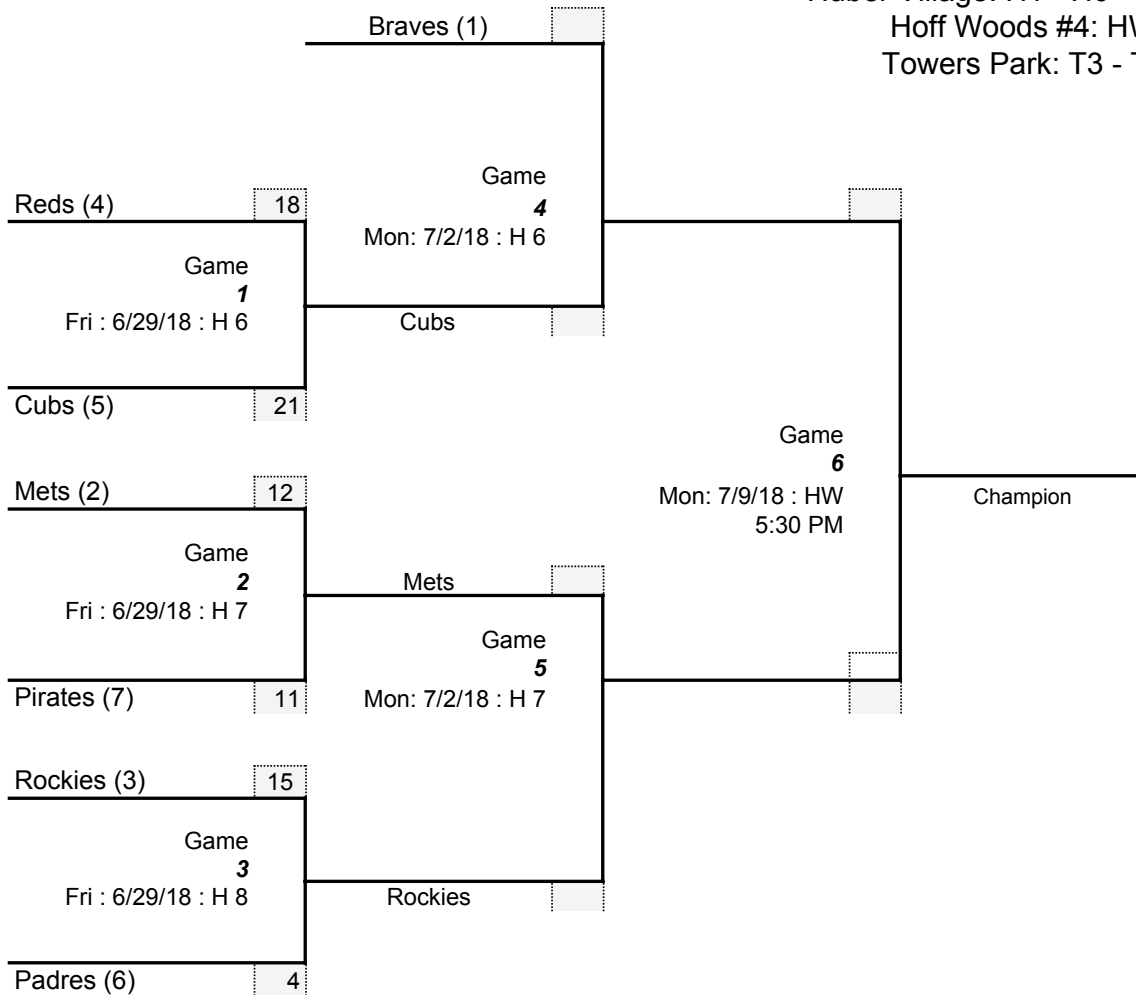 Braves (1)
Hoff Woods #4:
Towers Park: T3 -
Game
4
Mon: 7/2/18 : H 6
Reds (4)
18
Game
1
Fri : 6/29/18 : H 6
Cubs
Cubs (5)
21
Game
6
Mon: 7/9/18 : HW
5:30 PM
Champion
Mets (2)
12
Game
2
Fri : 6/29/18 : H 7
Mets
Game
5
Mon: 7/2/18 : H 7
Pirates (7)
11
Rockies (3)
15
Game
3
Fri : 6/29/18 : H 8
Rockies
Padres (6)
4